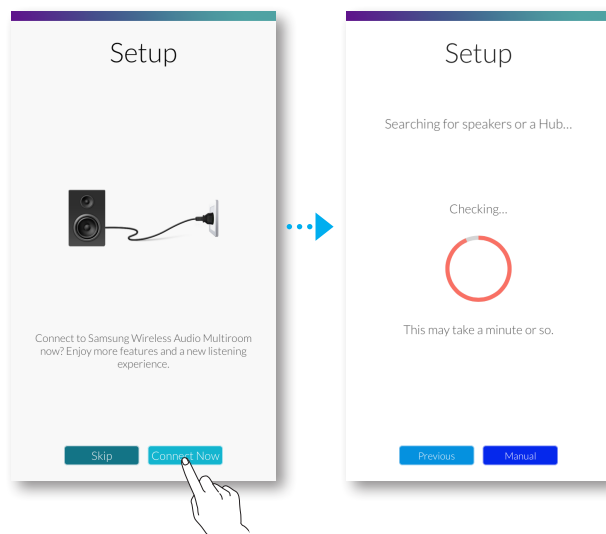 Setup
Connect to Samsung Wireless Audio Multiroom
now? Enjoy more features and a new listening
experience.
Skip
Connect Now
Setup
Searching for speakers or a Hub...
Checking...
This may take a minute or so.
Previous
Manual